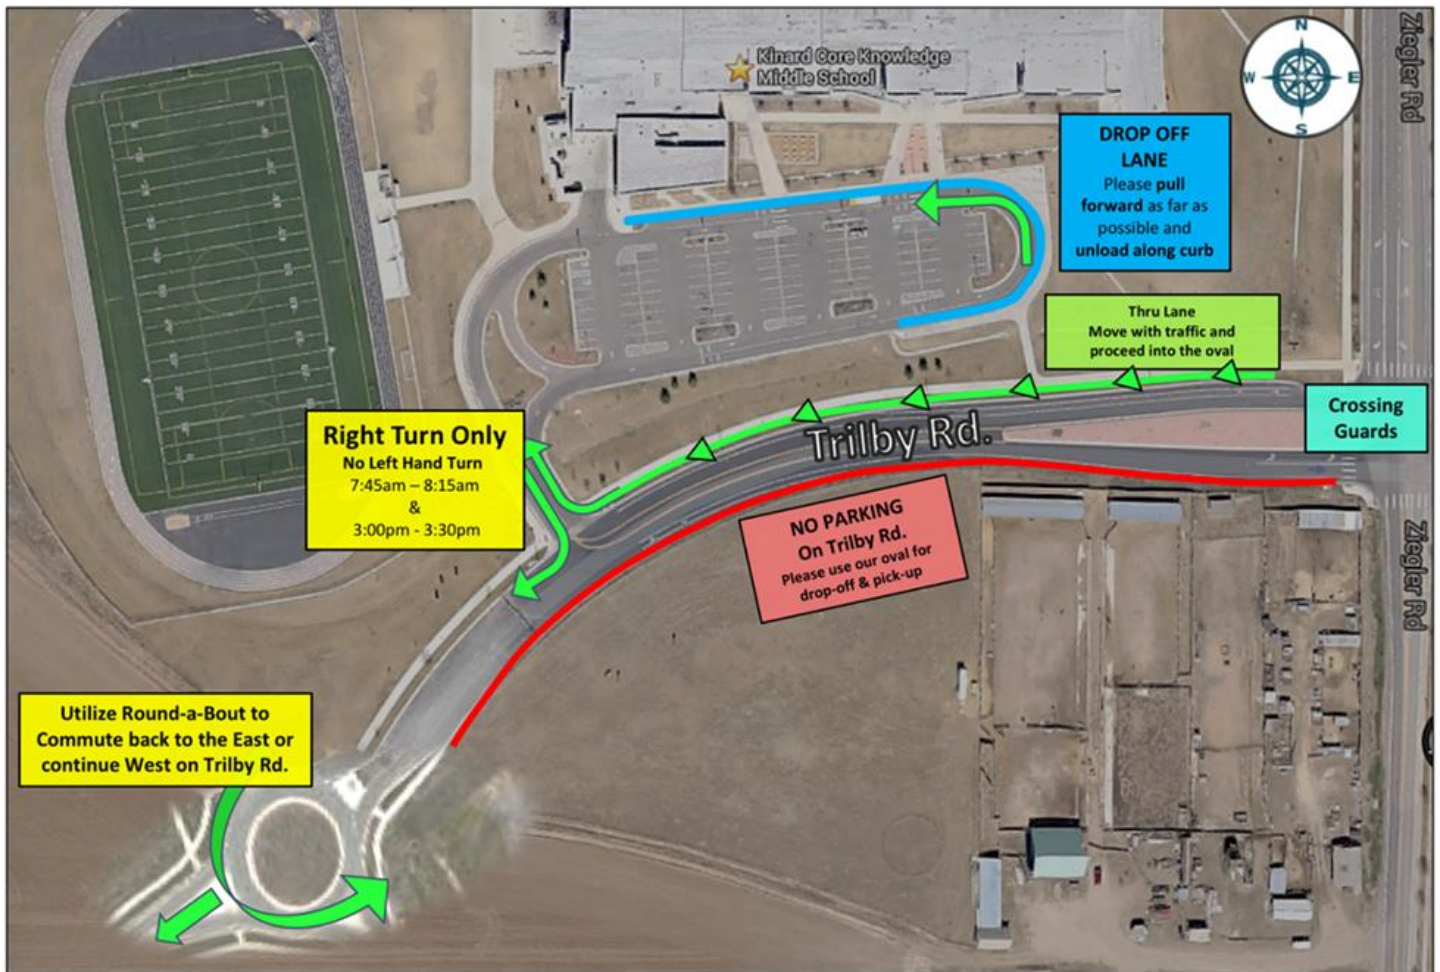 Kinard Core Knowledge
Middle School
N
W
E
S
Ziegler Rd
DROP OFF
LANE
Please pull
forward as far as
possible and
unload along curb
Thru Lane
Move with traffic and
proceed into the oval
Crossing
Guards
Trilby Rd.
Right Turn Only
No Left Hand Turn
7:45am – 8:15am
&
3:00pm - 3:30pm
NO PARKING
On Trilby Rd.
Please use our oval for
drop-off & pick-up
Ziegler Rd
Utilize Round-a-Bout to
Commute back to the East or
continue West on Trilby Rd.